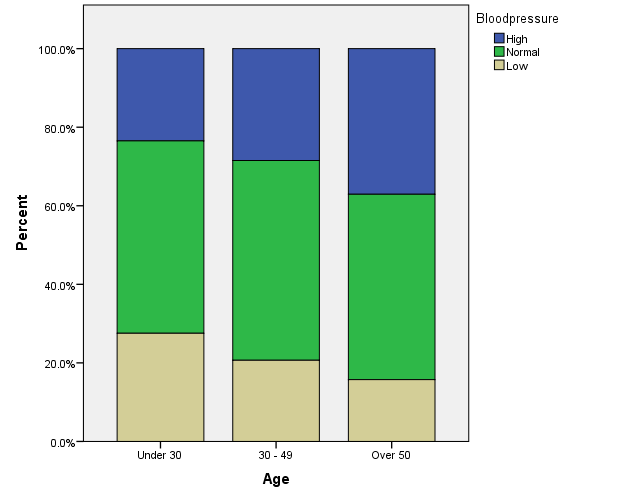 Bloodpressure
High
Normal
Low
100.0%
80.0%
60.0%
40.0%
20.0%
0.0%
Percent
Under 30
30 - 49
Over 50
Age